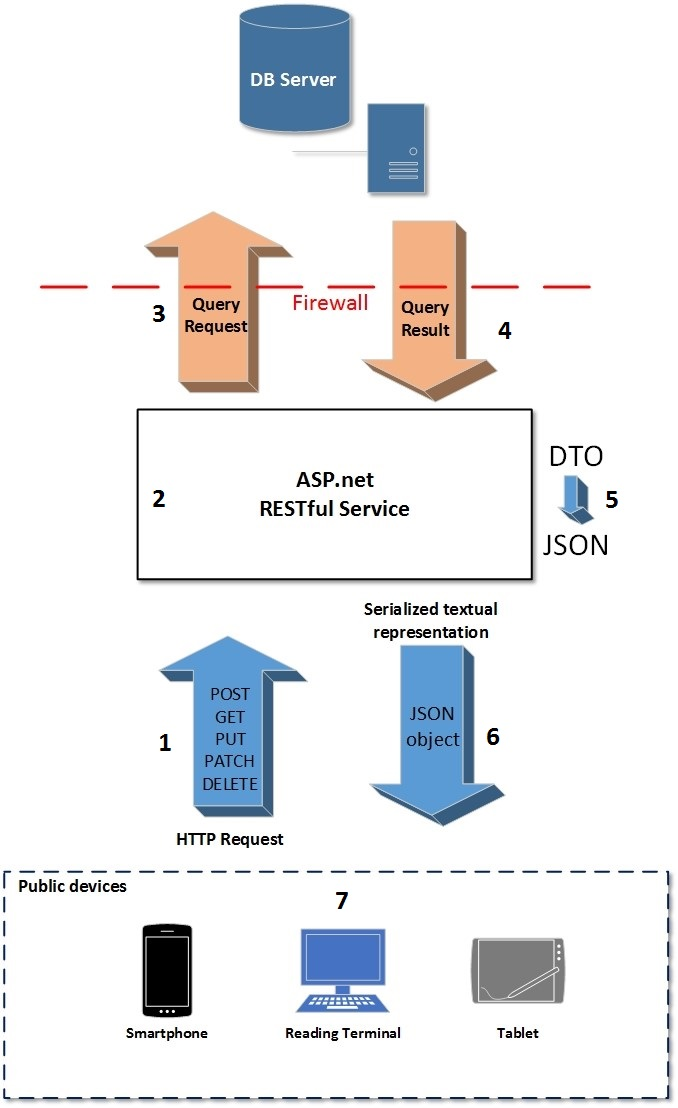 DB Server
Firewall
3
Query
Request
Query
Result
4
2
ASP.net
RESTful Service
DTO
5
JSON
Serialized textual
representation
1
POST
GET
PUT
PATCH
DELETE
JSON
object
6
HTTP Request
Public devices
7
Smartphone
Reading Terminal
Tablet